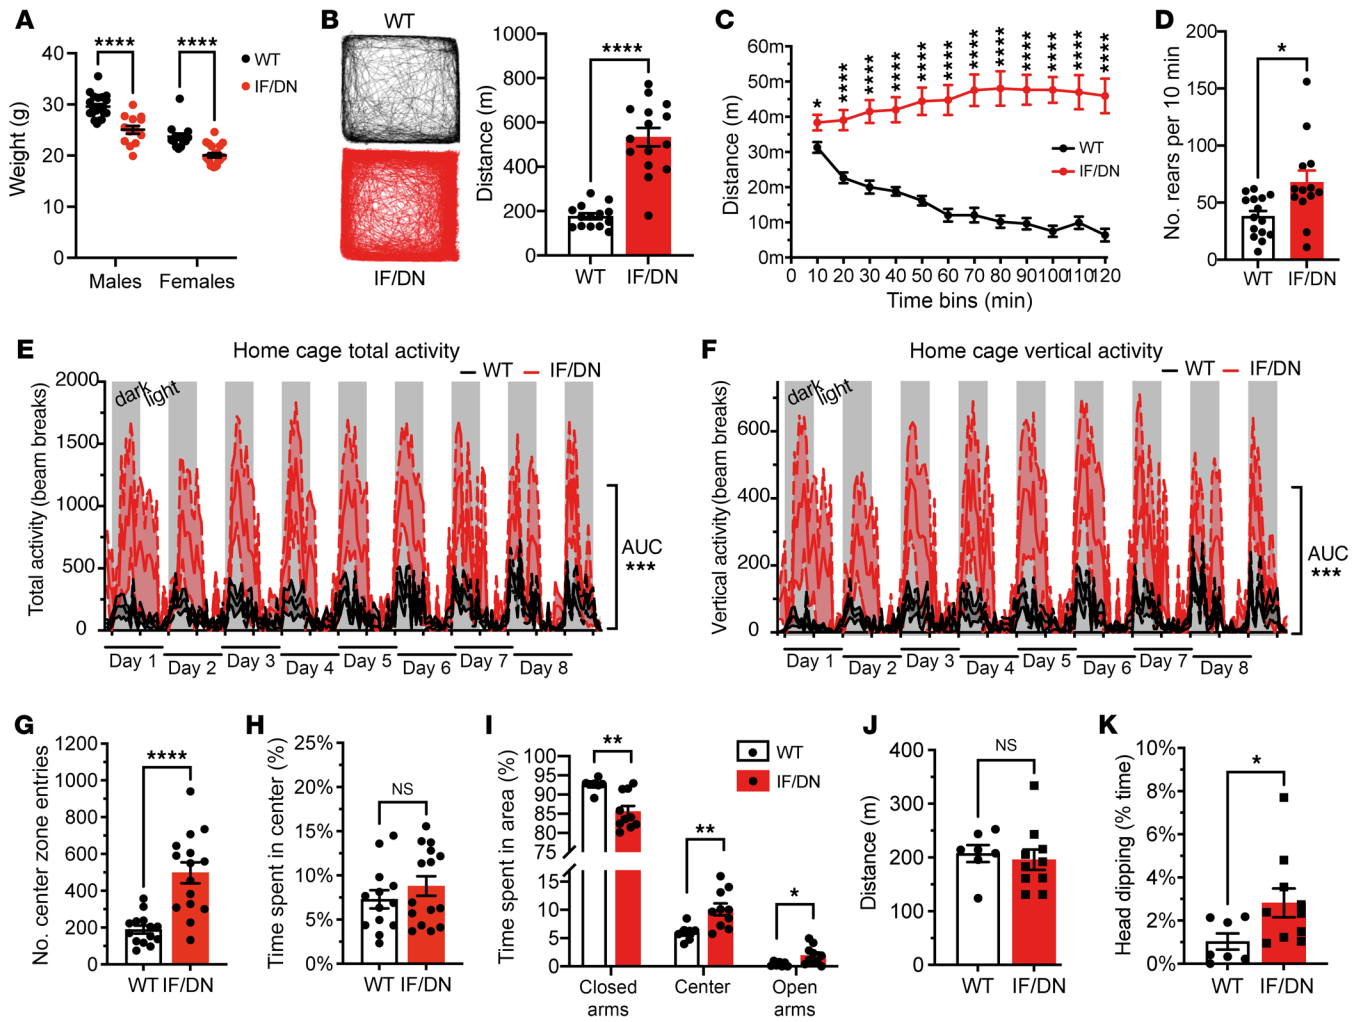 A
****
****
WT
IF/DN
Weight (g)
40
30
20
10
0
Males
Females
B
WT
IF/DN
Distance (m)
1000
800
600
400
200
0
****
WT
IF/DN
C
Distance (m)
60m
50m
40m
30m
20m
10m
0m
*
****
****
****
****
****
****
****
****
****
****
****
WT
IF/DN
0
10
20
30
40
50
60
70
80
90
100
110
120
Time bins (min)
D
No. rears per 10 min
200
150
100
50
0
*
WT
IF/DN
E
Home cage total activity
WT
IF/DN
dark
light
Total activity (beam breaks)
2000
1500
1000
500
0
AUC
***
Day 1
Day 2
Day 3
Day 4
Day 5
Day 6
Day 7
Day 8
F
Home cage vertical activity
WT
IF/DN
dark
light
Vertical activity (beam breaks)
600
400
200
0
AUC
***
Day 1
Day 2
Day 3
Day 4
Day 5
Day 6
Day 7
Day 8
G
No. center zone entries
1200
1000
800
600
400
200
0
****
WT IF/DN
H
Time spent in center (%)
25%
20%
15%
10%
5%
0%
NS
WT IF/DN
I
Time spent in area (%)
100
95
90
85
80
75
15
10
5
0
**
**
*
WT
IF/DN
Closed
arms
Center
Open
arms
J
Distance (m)
400
300
200
100
0
NS
WT
IF/DN
K
Head dipping (% time)
10%
8%
6%
4%
2%
0%
*
WT
IF/DN